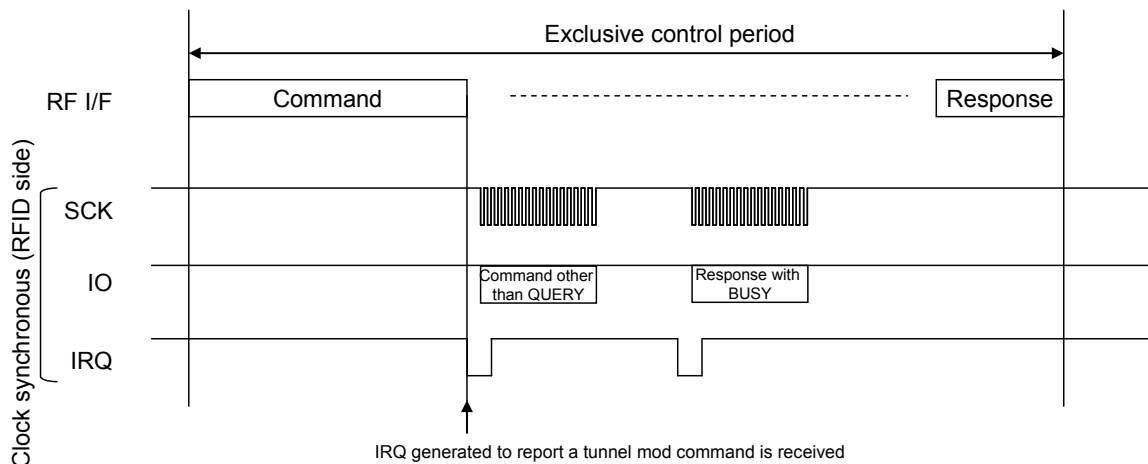 Exclusive control period
RF I/F
Command
Response
Clock synchronous (RFID side)
SCK
IO
Command other
than QUERY
Response with
BUSY
IRQ
IRQ generated to report a tunnel mod command is received